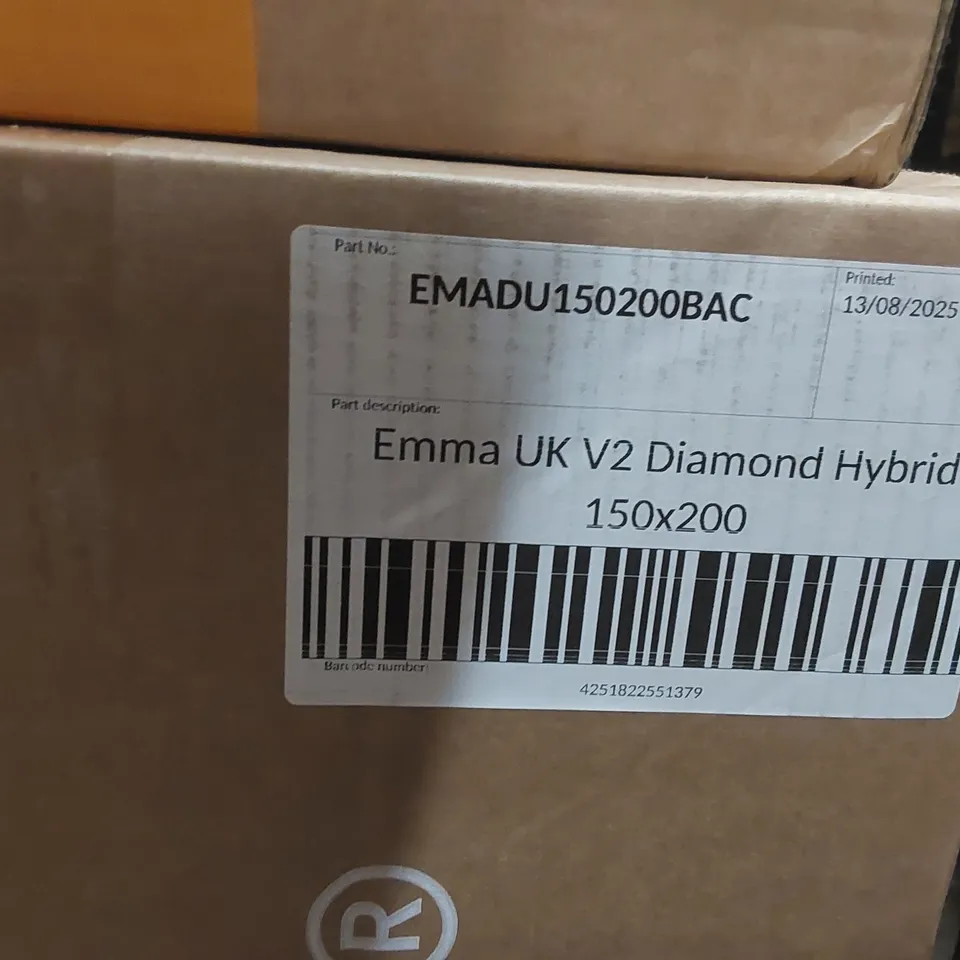 Part No.:
EMADU150200BAC
Printed:
13/08/2025
Part description:
Emma UK V2 Diamond Hybrid
150x200
Barcode number:
4251822551379
®